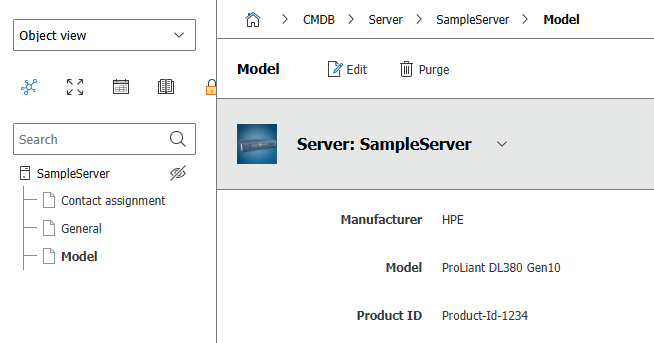 Object view
Search
SampleServer
Contact assignment
General
Model
CMDB Server SampleServer Model
Model Edit Purge
Server: SampleServer
Manufacturer HPE
Model ProLiant DL380 Gen10
Product ID Product-Id-1234